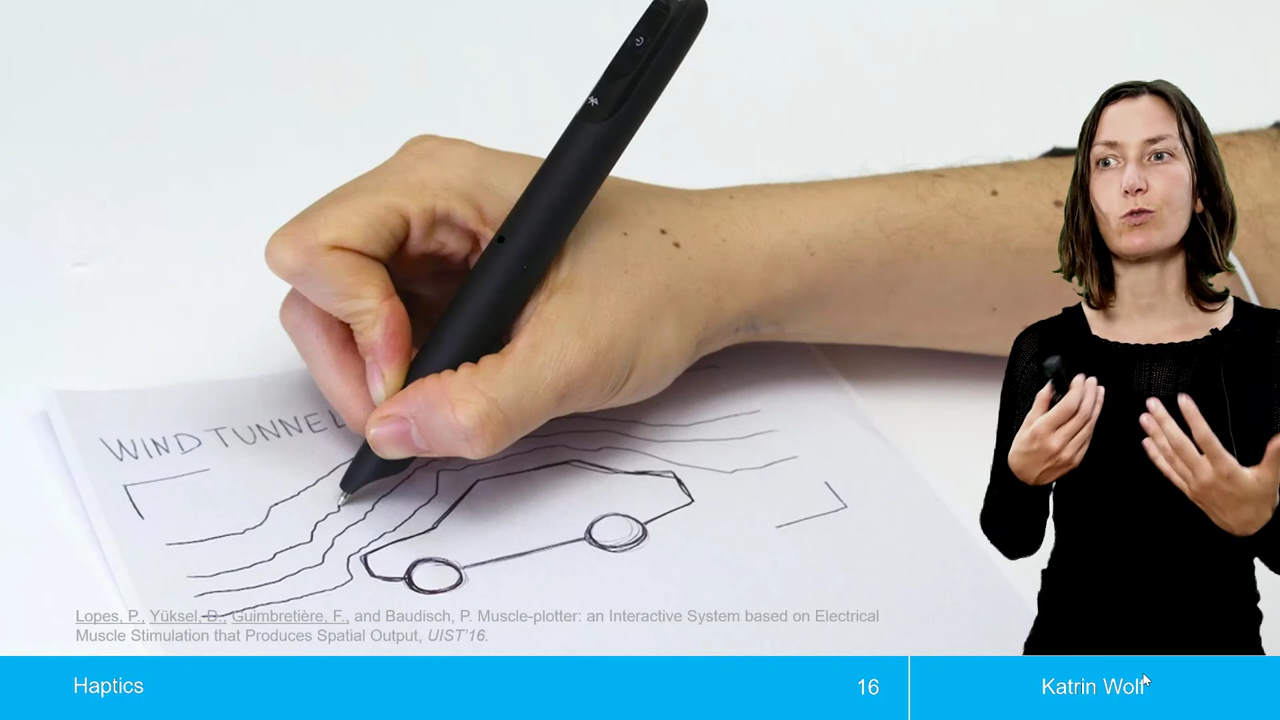 WIND TUNNEL
Lopes, P., Yüksel, B., Guimbretière, F., and Baudisch, P. Muscle-plotter: an Interactive System based on Electrical
Muscle Stimulation that Produces Spatial Output, UIST'16.
Haptics
16
Katrin Wolf